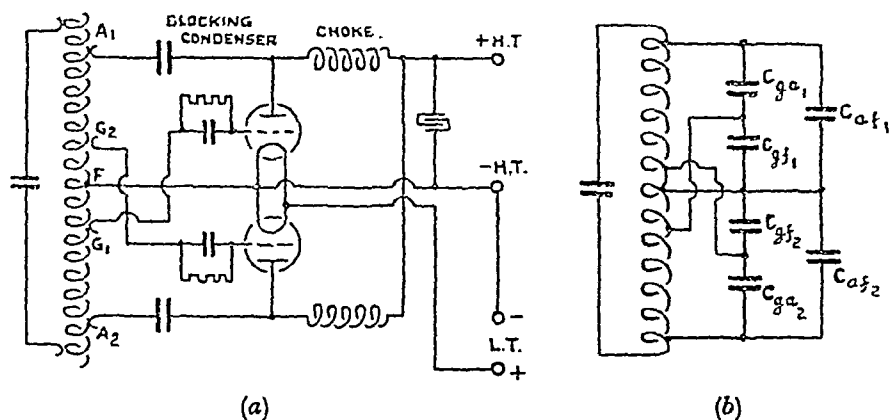 BLOCKING
CONDENSER
CHOKE.
+H.T
A1
G2
F
G1
A2
-H.T.
-
L.T.
+
(a)
Cga1
Caf1
Cgf1
Cgf2
Caf2
Cga2
(b)